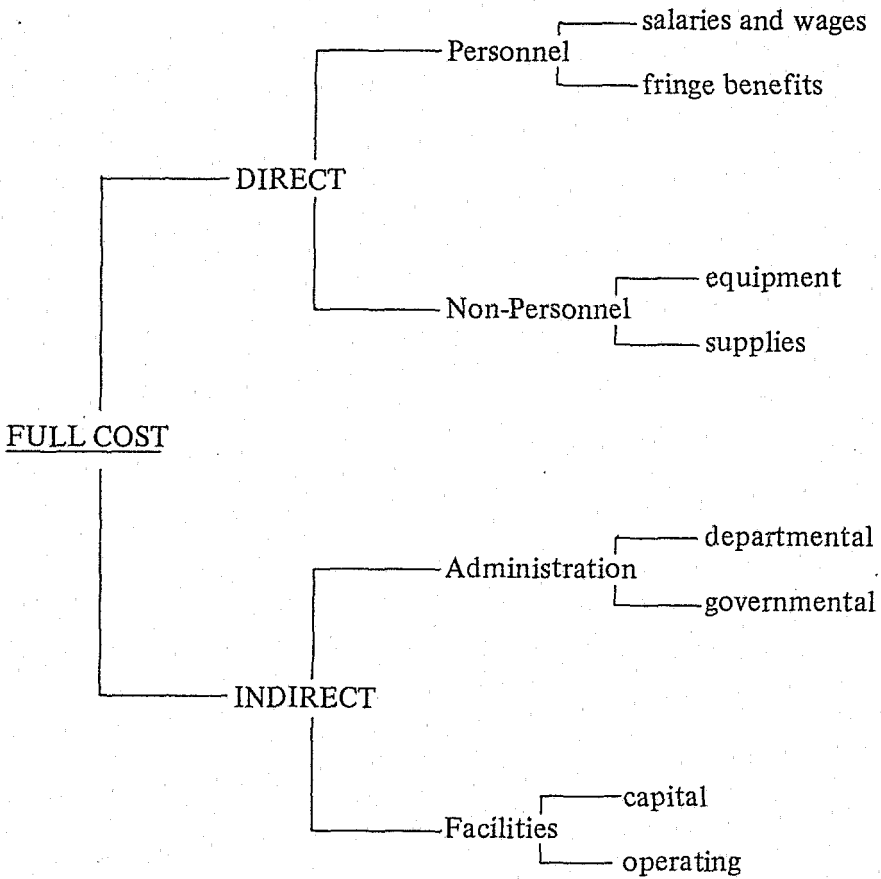 salaries and wages
Personnel
fringe benefits
DIRECT
equipment
Non-Personnel
supplies
FULL COST
departmental
Administration
governmental
INDIRECT
capital
Facilities
operating